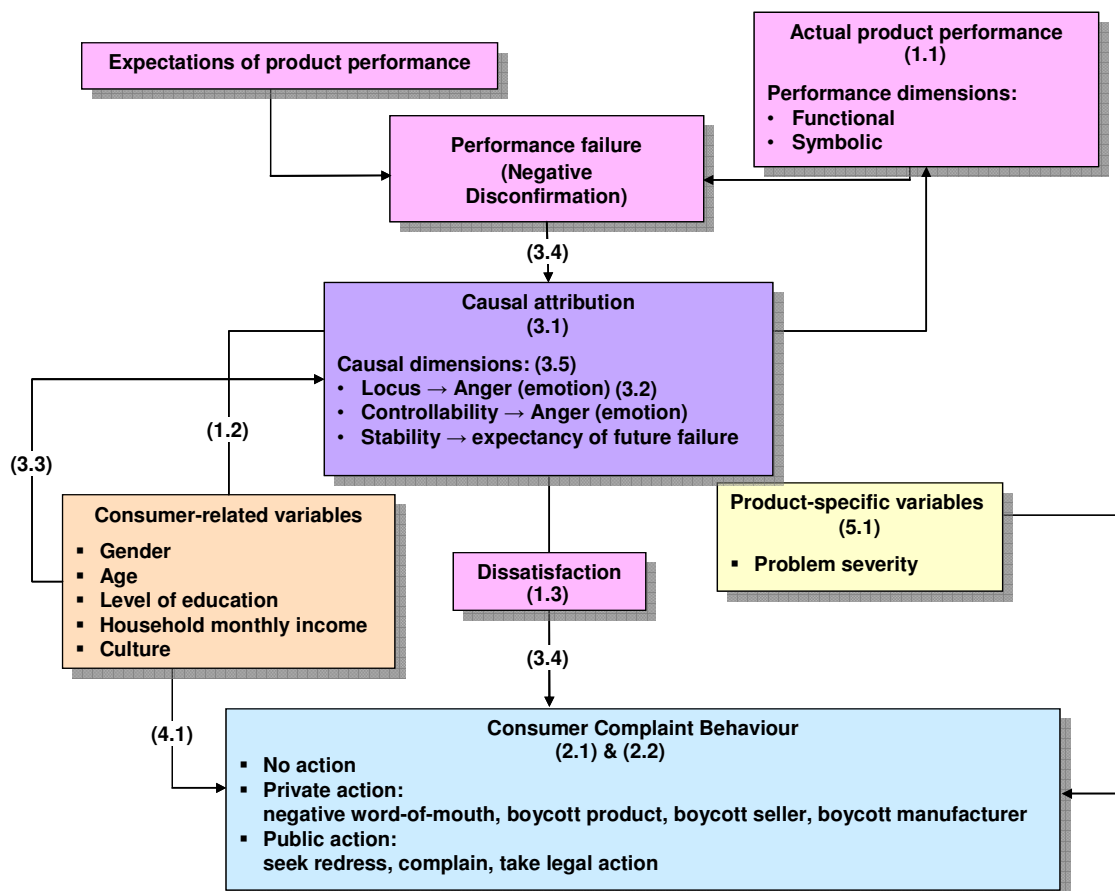 Expectations of product performance
Actual product performance
(1.1)
Performance dimensions:
• Functional
• Symbolic
Performance failure
(Negative
Disconfirmation)
(3.4)
Causal attribution
(3.1)
Causal dimensions: (3.5)
• Locus → Anger (emotion) (3.2)
• Controllability → Anger (emotion)
• Stability → expectancy of future failure
(1.2)
(3.3)
Consumer-related variables
▪ Gender
▪ Age
▪ Level of education
▪ Household monthly income
▪ Culture
Product-specific variables
(5.1)
▪ Problem severity
Dissatisfaction
(1.3)
(3.4)
(4.1)
Consumer Complaint Behaviour
(2.1) & (2.2)
▪ No action
▪ Private action:
negative word-of-mouth, boycott product, boycott seller, boycott manufacturer
▪ Public action:
seek redress, complain, take legal action